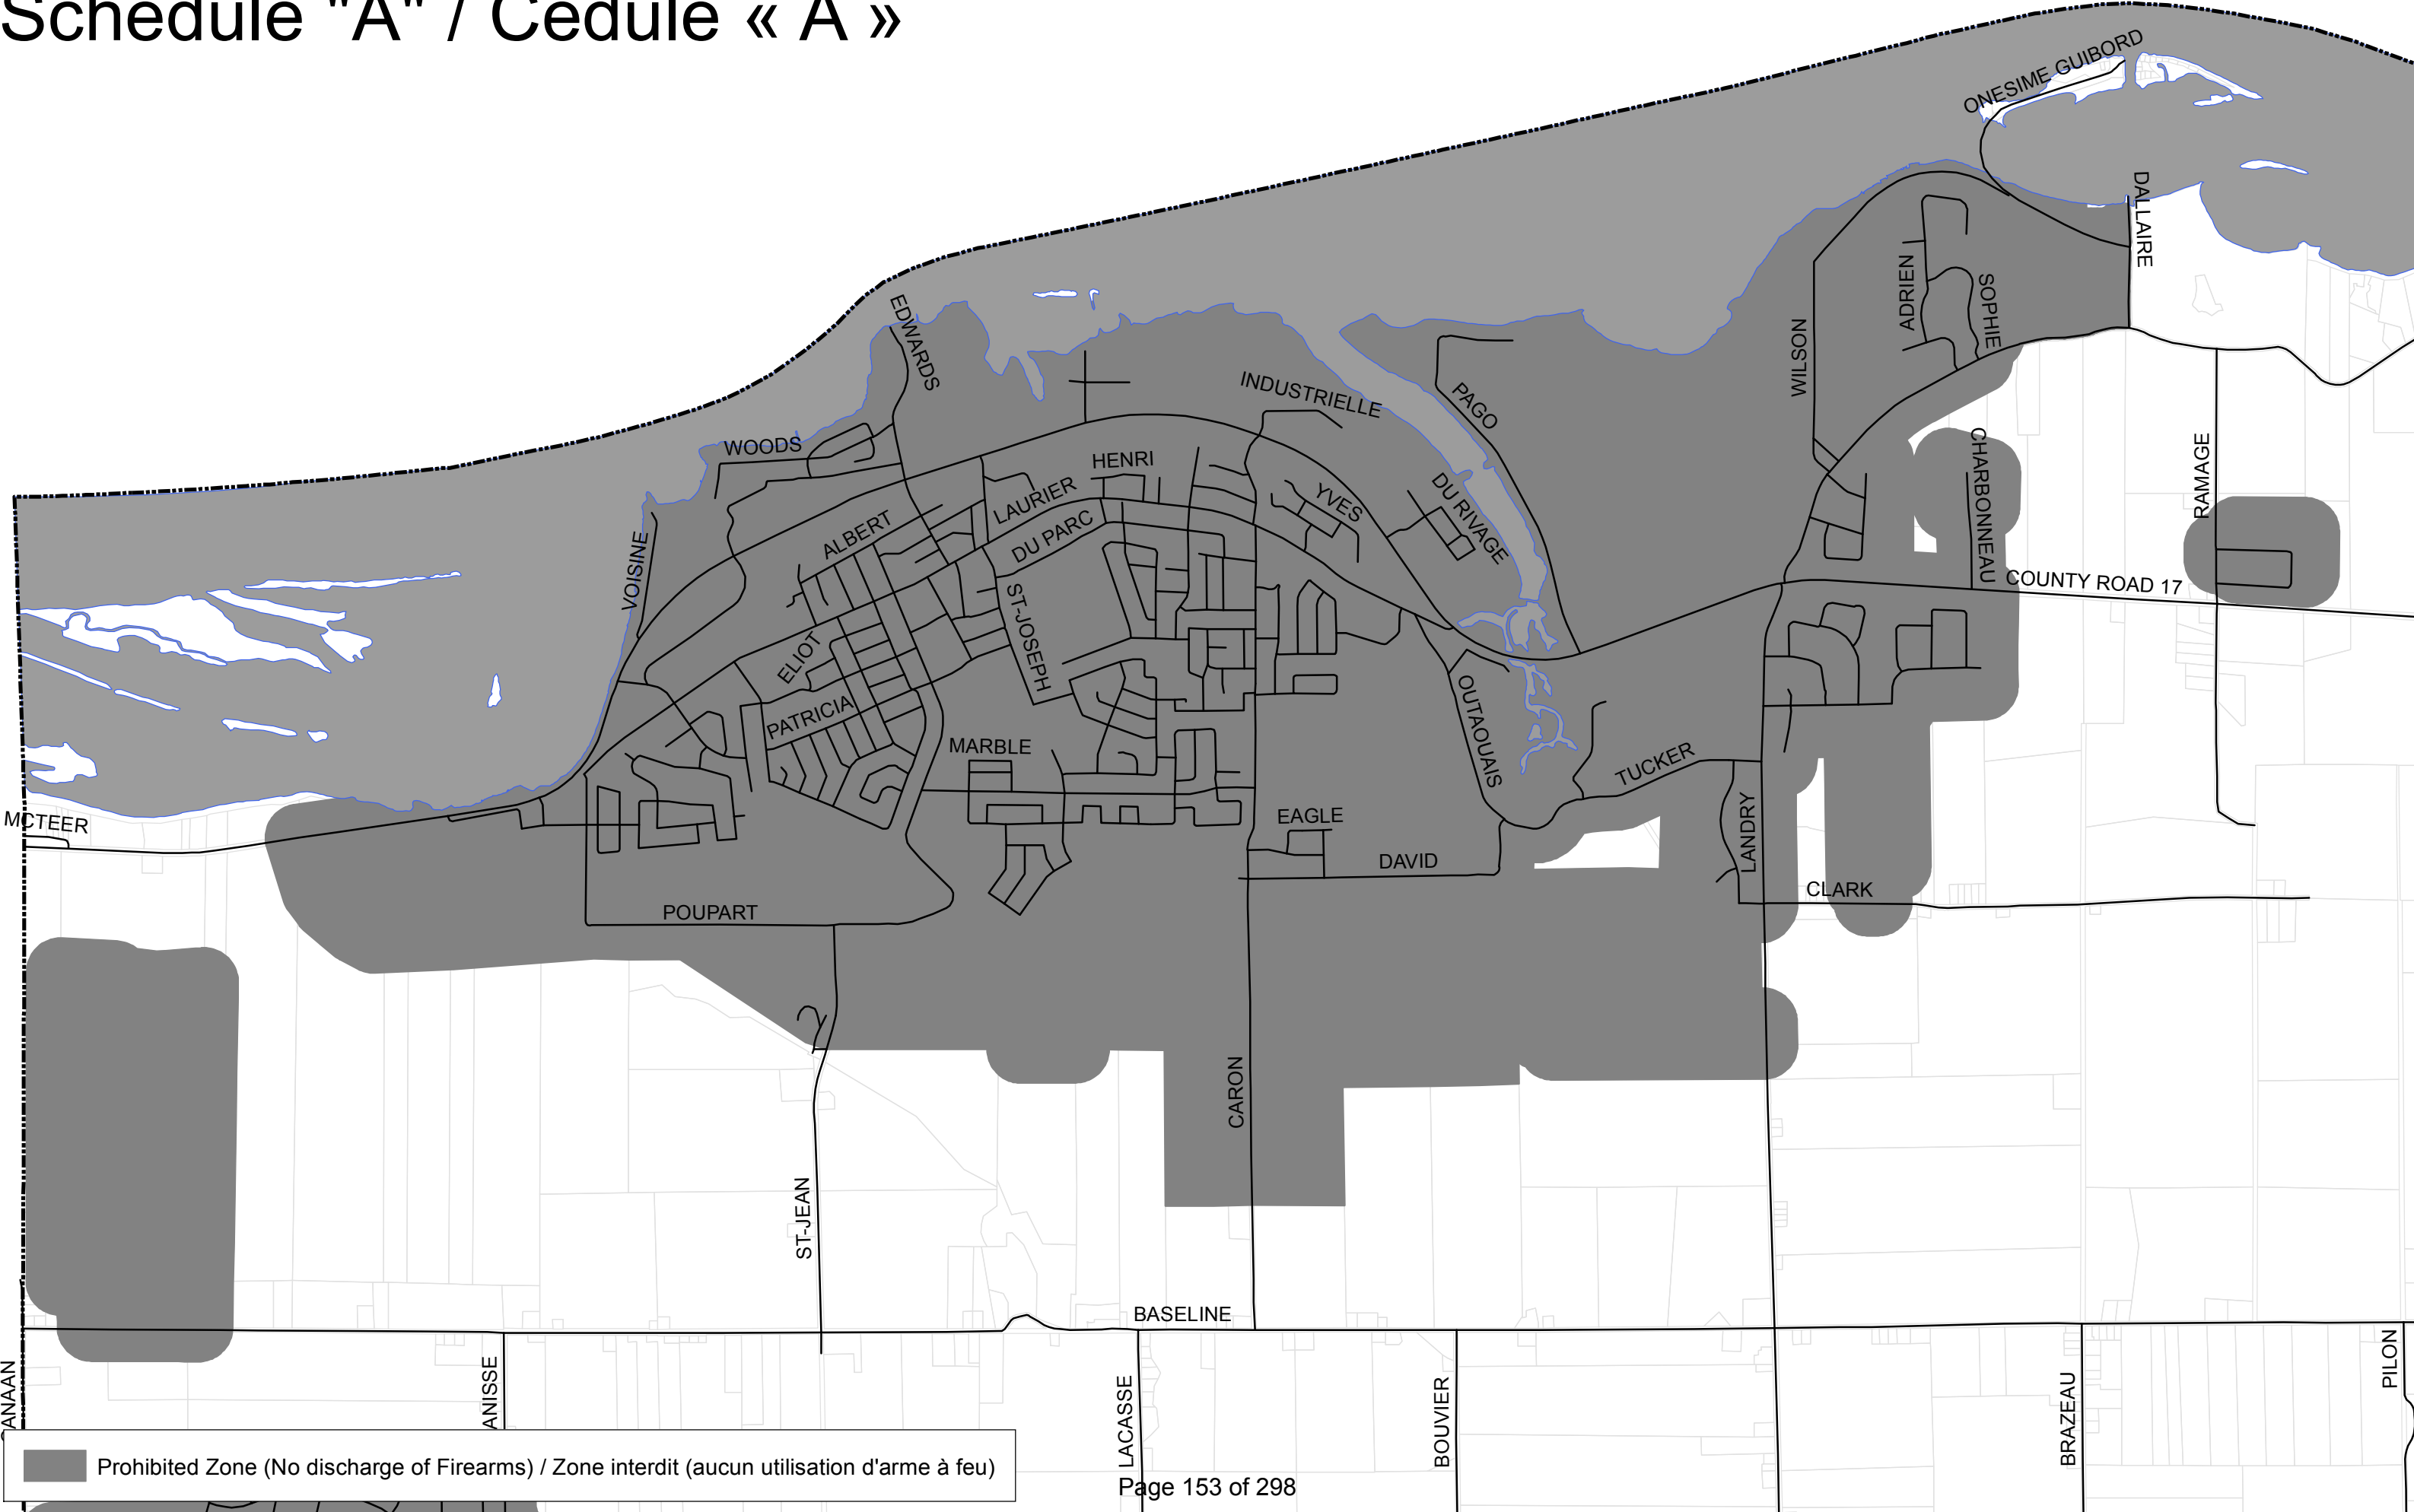 Schedule "A" / Cédule « A »
ONESIME GUIBORD
DALLAIRE
EDWARDS
ADRIEN
SOPHIE
WILSON
INDUSTRIELLE
PAGO
WOODS
HENRI
CHARBONNEAU
RAMAGE
LAURIER
YVES
DU RIVAGE
ALBERT
DU PARC
VOISINE
COUNTY ROAD 17
ST-JOSEPH
ELIOT
OUTAOUAIS
PATRICIA
MARBLE
TUCKER
MCTEER
EAGLE
LANDRY
DAVID
CLARK
POUPART
CARON
ST-JEAN
BASELINE
ANAAN
ANISSE
LACASSE
BOUVIER
BRAZEAU
PILON
Prohibited Zone (No discharge of Firearms) / Zone interdit (aucun utilisation d'arme à feu)
Page 153 of 298